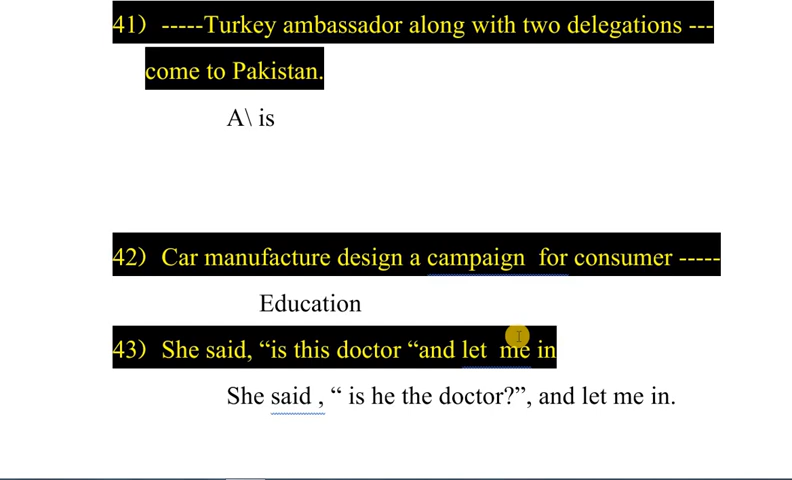 41) -----Turkey ambassador along with two delegations ---
come to Pakistan.
A\ is
42) Car manufacture design a campaign  for consumer -----
Education
43) She said, “is this doctor “and let  me in
She said , “ is he the doctor?”, and let me in.